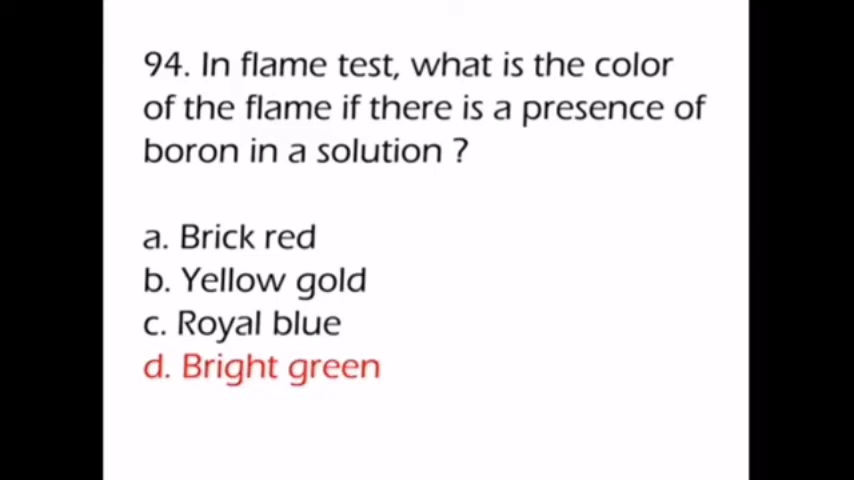 94. In flame test, what is the color
of the flame if there is a presence of
boron in a solution ?
a. Brick red
b. Yellow gold
c. Royal blue
d. Bright green